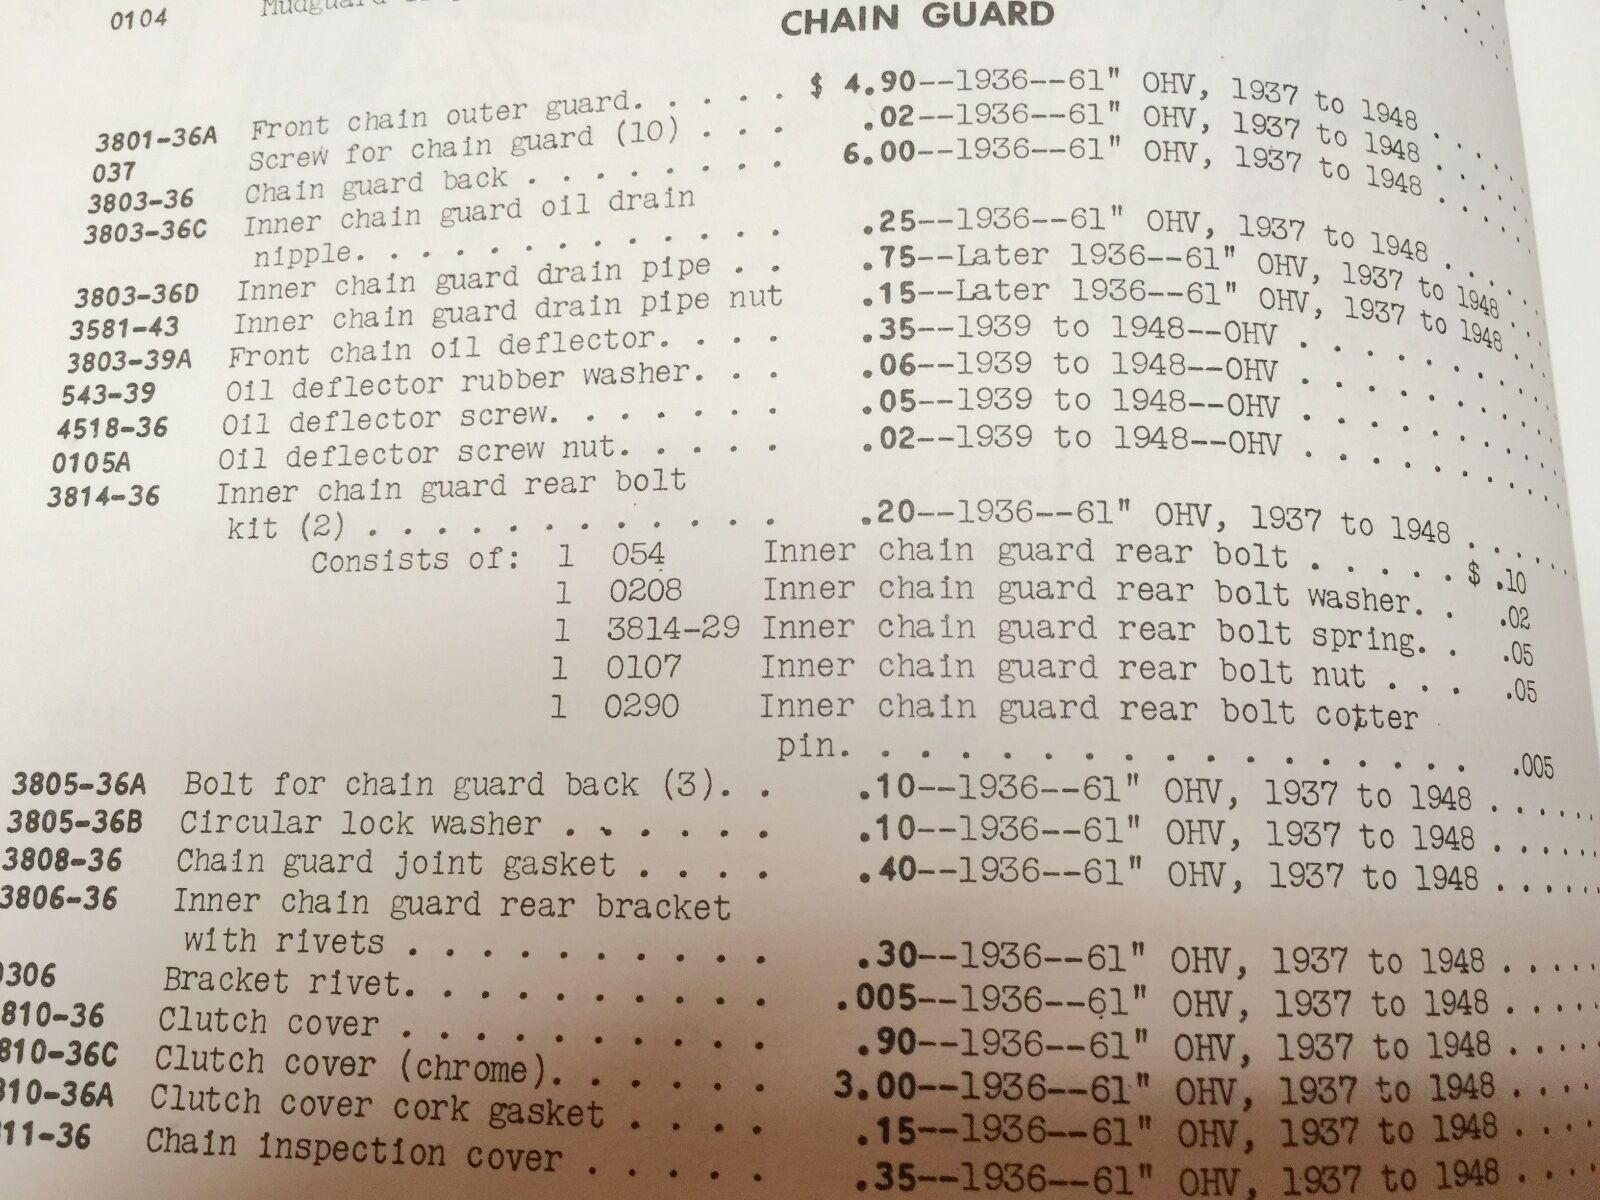 0104
CHAIN GUARD
3801-36A Front chain outer guard. . . . . . $ 4.90--1936--61" OHV, 1937 to 1948 . . . .
037 Screw for chain guard (10) . . . .02--1936--61" OHV, 1937 to 1948 . . . .
3803-36 Chain guard back . . . . . . . . 6.00--1936--61" OHV, 1937 to 1948 . . . .
3803-36C Inner chain guard oil drain
nipple. . . . . . . . . . . . . .25--1936--61" OHV, 1937 to 1948 . . . .
3803-36D Inner chain guard drain pipe . . .75--Later 1936--61" OHV, 1937 to 1948 . .
3581-43 Inner chain guard drain pipe nut .15--Later 1936--61" OHV, 1937 to 1948 . .
3803-39A Front chain oil deflector. . . . .35--1939 to 1948--OHV . . . . . . .
543-39 Oil deflector rubber washer. . . .06--1939 to 1948--OHV . . . . . . .
4518-36 Oil deflector screw. . . . . . . .05--1939 to 1948--OHV . . . . . . .
0105A Oil deflector screw nut. . . . . .02--1939 to 1948--OHV . . . . . . .
3814-36 Inner chain guard rear bolt
kit (2) . . . . . . . . . . . . .20--1936--61" OHV, 1937 to 1948 . . . .
Consists of: 1 054 Inner chain guard rear bolt . . . . . $ .10
1 0208 Inner chain guard rear bolt washer. . .02
1 3814-29 Inner chain guard rear bolt spring. . .05
1 0107 Inner chain guard rear bolt nut . . . .05
1 0290 Inner chain guard rear bolt cotter
pin. . . . . . . . . . . . . . . . . .005
3805-36A Bolt for chain guard back (3). . .10--1936--61" OHV, 1937 to 1948 . . . . .
3805-36B Circular lock washer . . . . . . .10--1936--61" OHV, 1937 to 1948 . . . . .
3808-36 Chain guard joint gasket . . . . .40--1936--61" OHV, 1937 to 1948 . . . . .
3806-36 Inner chain guard rear bracket
with rivets . . . . . . . . . . . .30--1936--61" OHV, 1937 to 1948 . . . . .
0306 Bracket rivet. . . . . . . . . . . .005--1936--61" OHV, 1937 to 1948 . . . . .
810-36 Clutch cover . . . . . . . . . . . .90--1936--61" OHV, 1937 to 1948 . . . .
810-36C Clutch cover (chrome). . . . . . 3.00--1936--61" OHV, 1937 to 1948 . . . .
10-36A Clutch cover cork gasket . . . . .15--1936--61" OHV, 1937 to 1948 . . . .
11-36 Chain inspection cover . . . . . .35--1936--61" OHV, 1937 to 1948 . . . .